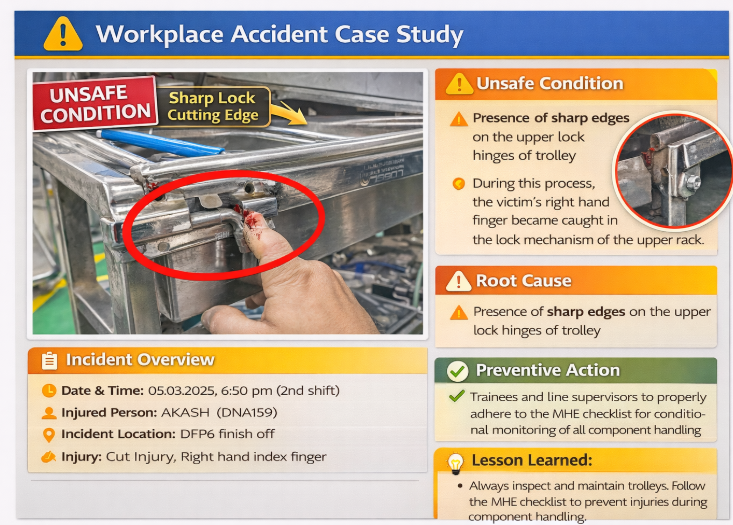 Workplace Accident Case Study
UNSAFE
CONDITION
Sharp Lock
Cutting Edge
Incident Overview
Date & Time: 05.03.2025, 6:50 pm (2nd shift)
Injured Person: AKASH (DNA159)
Incident Location: DFP6 finish off
Injury: Cut Injury, Right hand index finger
Unsafe Condition
Presence of sharp edges
on the upper lock
hinges of trolley
During this process,
the victim's right hand
finger became caught in
the lock mechanism of the upper rack.
Root Cause
Presence of sharp edges on the upper
lock hinges of trolley
Preventive Action
Trainees and line supervisors to properly
adhere to the MHE checklist for conditio-
nal monitoring of all component handling
Lesson Learned:
• Always inspect and maintain trolleys. Follow
the MHE checklist to prevent injuries during
component handling.